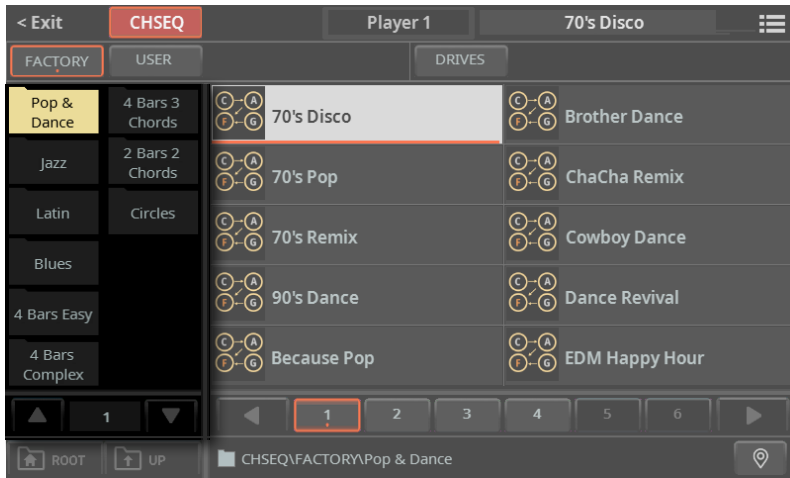 < Exit CHSEQ Player 1 70's Disco
FACTORY USER DRIVES
Pop &
Dance
4 Bars 3
Chords
Jazz
2 Bars 2
Chords
Latin
Circles
Blues
4 Bars Easy
4 Bars
Complex
C A
F G
70's Disco
C A
F G
Brother Dance
C A
F G
70's Pop
C A
F G
ChaCha Remix
C A
F G
70's Remix
C A
F G
Cowboy Dance
C A
F G
90's Dance
C A
F G
Dance Revival
C A
F G
Because Pop
C A
F G
EDM Happy Hour
1
1 2 3 4 5 6
ROOT UP CHSEQ\FACTORY\Pop & Dance